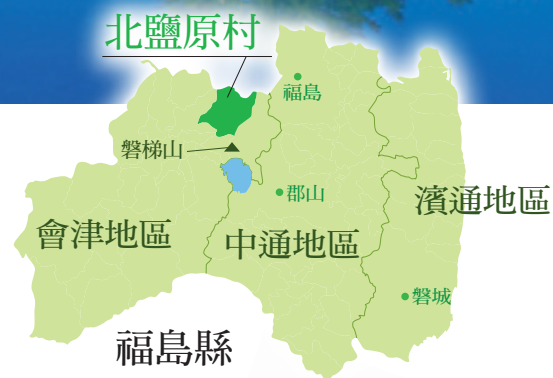 北鹽原村
福島
磐梯山
郡山
濱通地區
會津地區
中通地區
磐城
福島縣